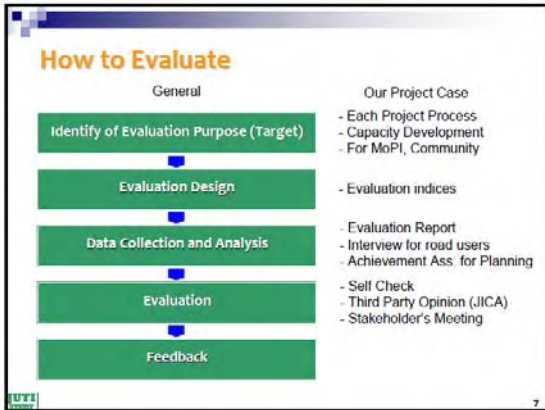 How to Evaluate
General
Our Project Case
Identify of Evaluation Purpose (Target)
- Each Project Process
- Capacity Development
- For MoPI, Community
Evaluation Design
- Evaluation indices
Data Collection and Analysis
- Evaluation Report
- Interview for road users
- Achievement Ass. for Planning
Evaluation
- Self Check
- Third Party Opinion (JICA)
- Stakeholder's Meeting
Feedback
JUTI
STUDY
7